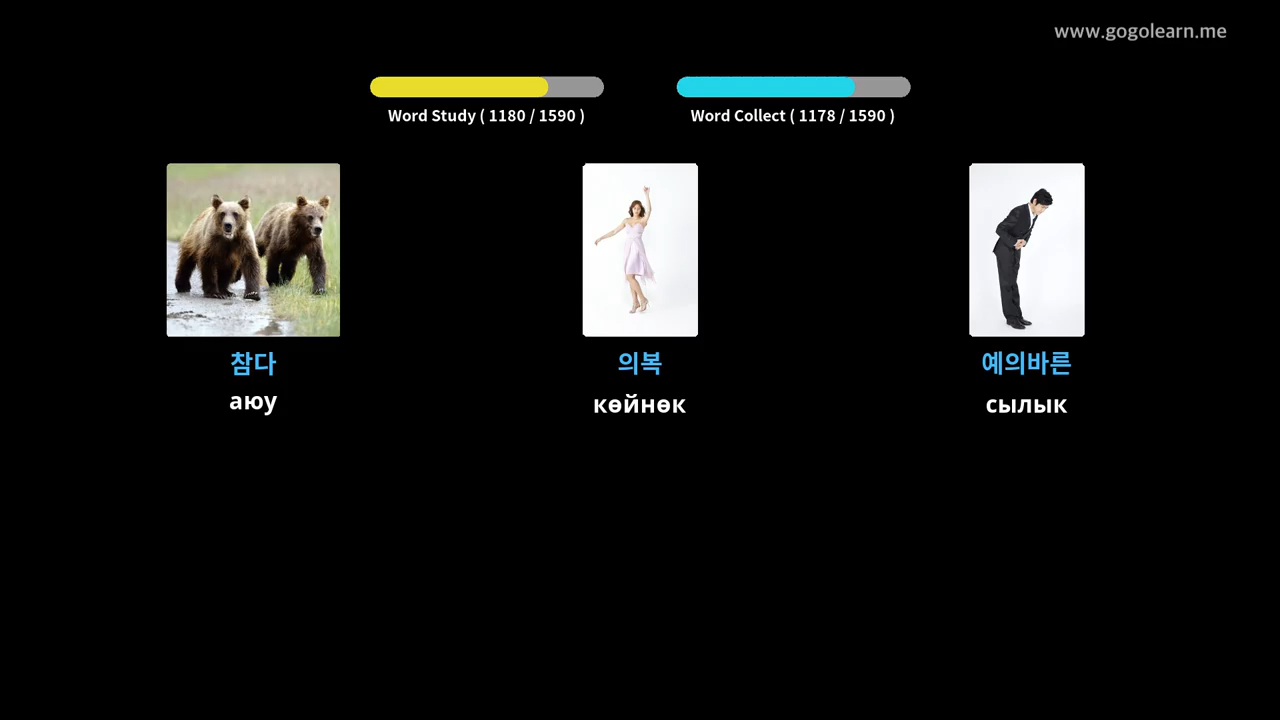 www.gogolearn.me
Word Study ( 1180 / 1590 )
Word Collect ( 1178 / 1590 )
참다
의복
예의바른
аюу
көйнөк
сылык